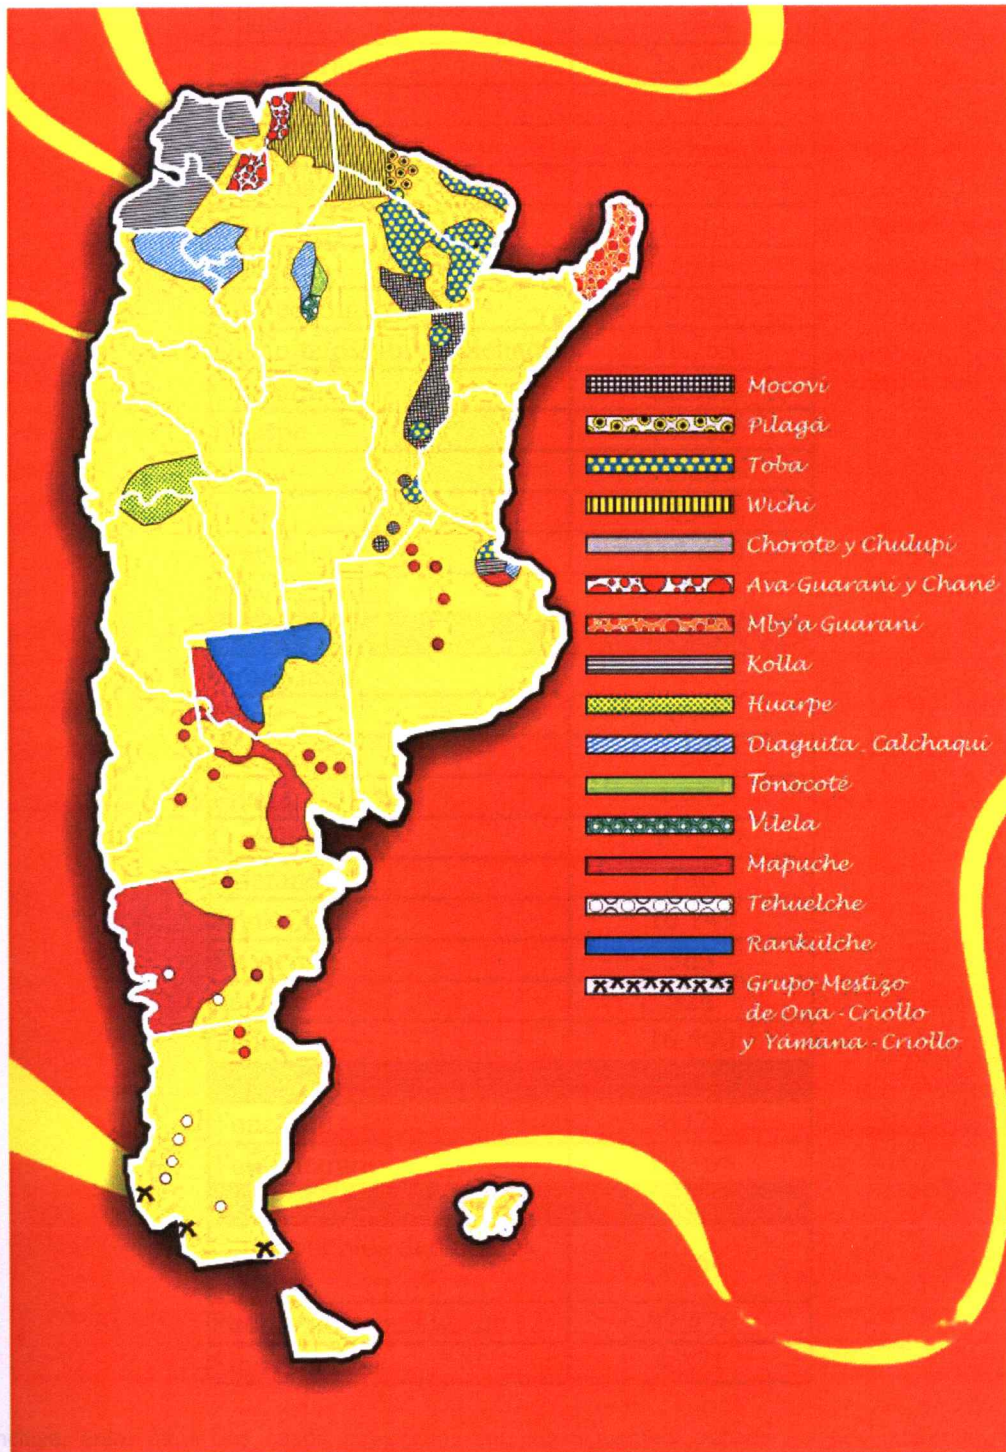 Mocoví
Pilagá
Toba
Wichí
Chorote y Chulupí
Ava Guaraní y Chané
Mby'a Guaraní
Kolla
Huarpe
Diaguita Calchaquí
Tonocoté
Vilela
Mapuche
Tehuelche
Rankülche
Grupo Mestizo
de Ona - Criollo
y Yámana - Criollo